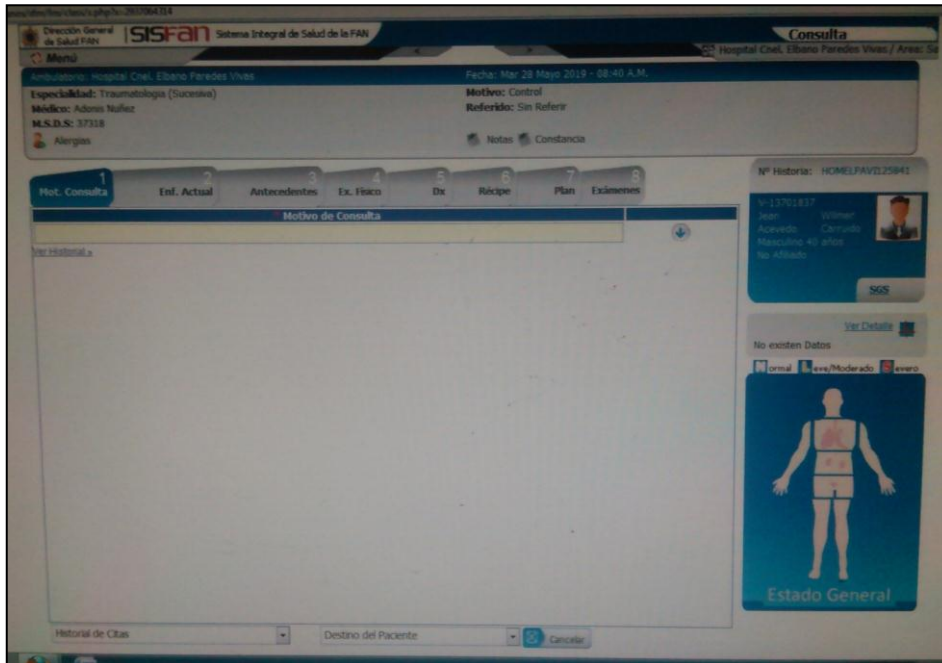 Dirección General
de Salud FAN
SISFan Sistema Integral de Salud de la FAN
Consulta
Menú
Hospital Cnel. Elbano Paredes Vivas / Area: Sa
Ambulatorio: Hospital Cnel. Elbano Paredes Vivas
Fecha: Mar 28 Mayo 2019 - 08:40 A.M.
Especialidad: Traumatologia (Sucesiva)
Motivo: Control
Médico: Adonis Nuñez
Referido: Sin Referir
M.S.D.S: 37318
Alergias
Notas Constancia
1 Mot. Consulta
2 Enf. Actual
3 Antecedentes
4 Ex. Físico
5 Dx
6 Récipe
7 Plan
8 Exámenes
Motivo de Consulta
Ver Historial »
Nº Historia:
V-13701837
Jean Wilmer
Acevedo Carrudo
Masculino 40 años
No Afiliado
SGS
Ver Detalle
No existen Datos
Normal Leve/Moderado Severo
Estado General
Historial de Citas
Destino del Paciente
Cancelar